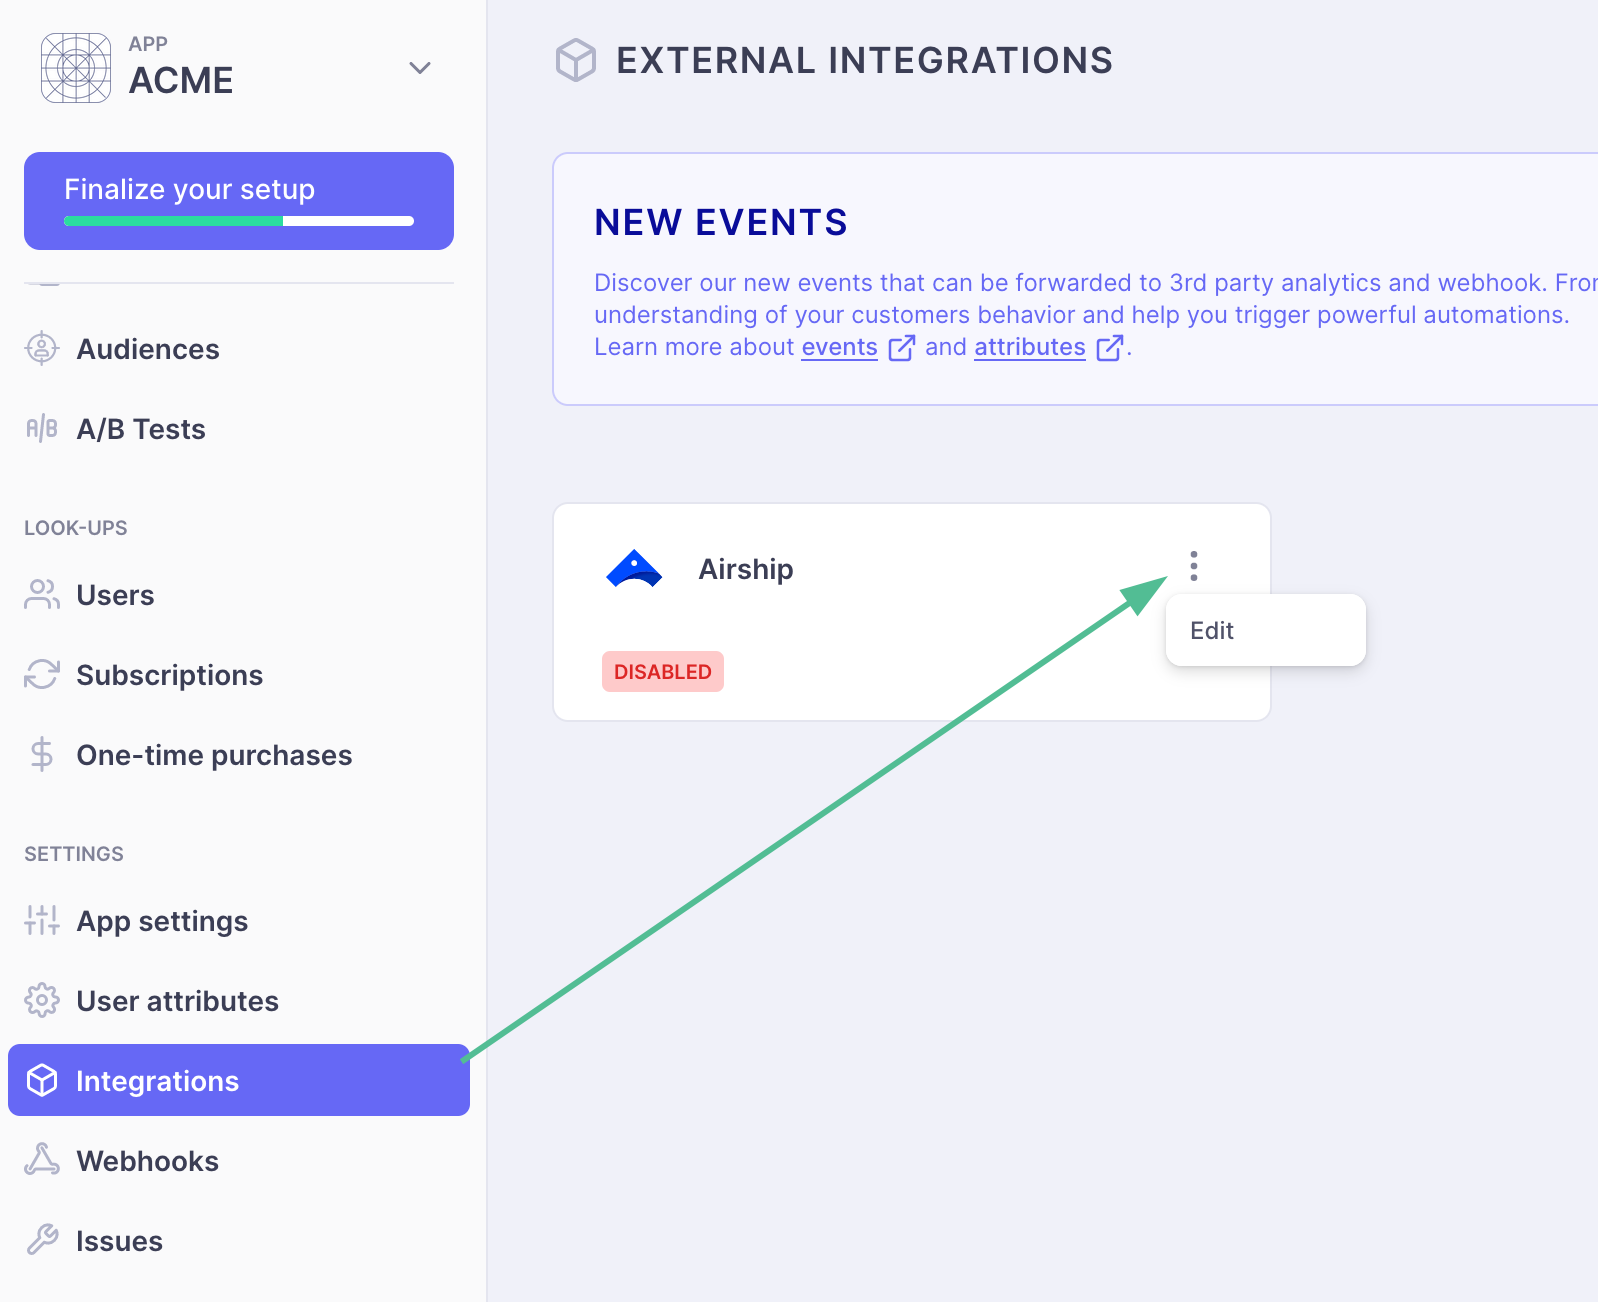 APP
ACME
Finalize your setup
Audiences
A/B Tests
LOOK-UPS
Users
Subscriptions
One-time purchases
SETTINGS
App settings
User attributes
Integrations
Webhooks
Issues
EXTERNAL INTEGRATIONS
NEW EVENTS
Discover our new events that can be forwarded to 3rd party analytics and webhook.
understanding of your customers behavior and help you trigger powerful automations.
Learn more about events and attributes.
Airship
Edit
DISABLED